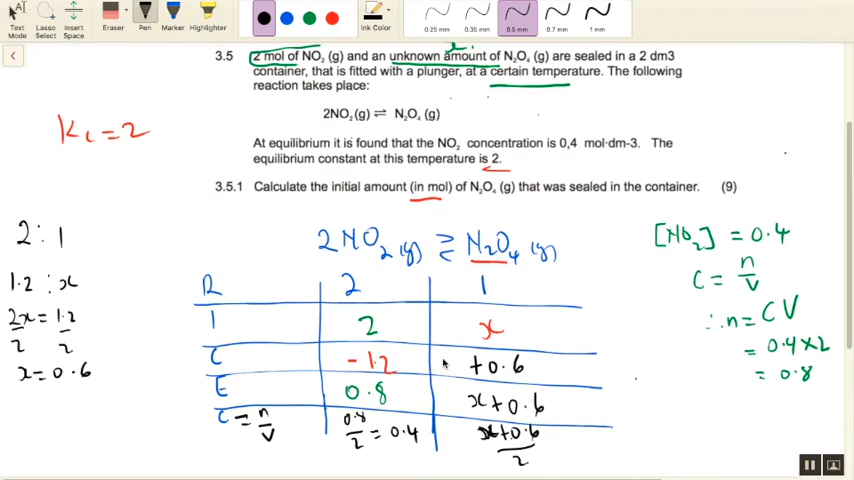 Text Mode
Lasso Select
Insert Space
Eraser
Pen
Marker
Highlighter
Ink Color
0.25 mm
0.35 mm
0.5 mm
0.7 mm
1 mm
x
3.5 2 mol of NO₂ (g) and an unknown amount of N₂O₄ (g) are sealed in a 2 dm3
container, that is fitted with a plunger, at a certain temperature. The following
reaction takes place:
2NO₂(g) ⇌ N₂O₄ (g)
Kc = 2
At equilibrium it is found that the NO₂ concentration is 0,4 mol·dm-3. The
equilibrium constant at this temperature is 2.
3.5.1 Calculate the initial amount (in mol) of N₂O₄ (g) that was sealed in the container. (9)
2 : 1
1.2 : x
2x = 1.2
2 2
x = 0.6
2NO₂(g) ⇌ N₂O₄ (g)
R 2 1
I 2 x
C - 1.2 + 0.6
E 0.8 x + 0.6
C = n/V 0.8/2 = 0.4 x+0.6/2
[NO₂] = 0.4
C = n/V
∴ n = CV
= 0.4 × 2
= 0.8